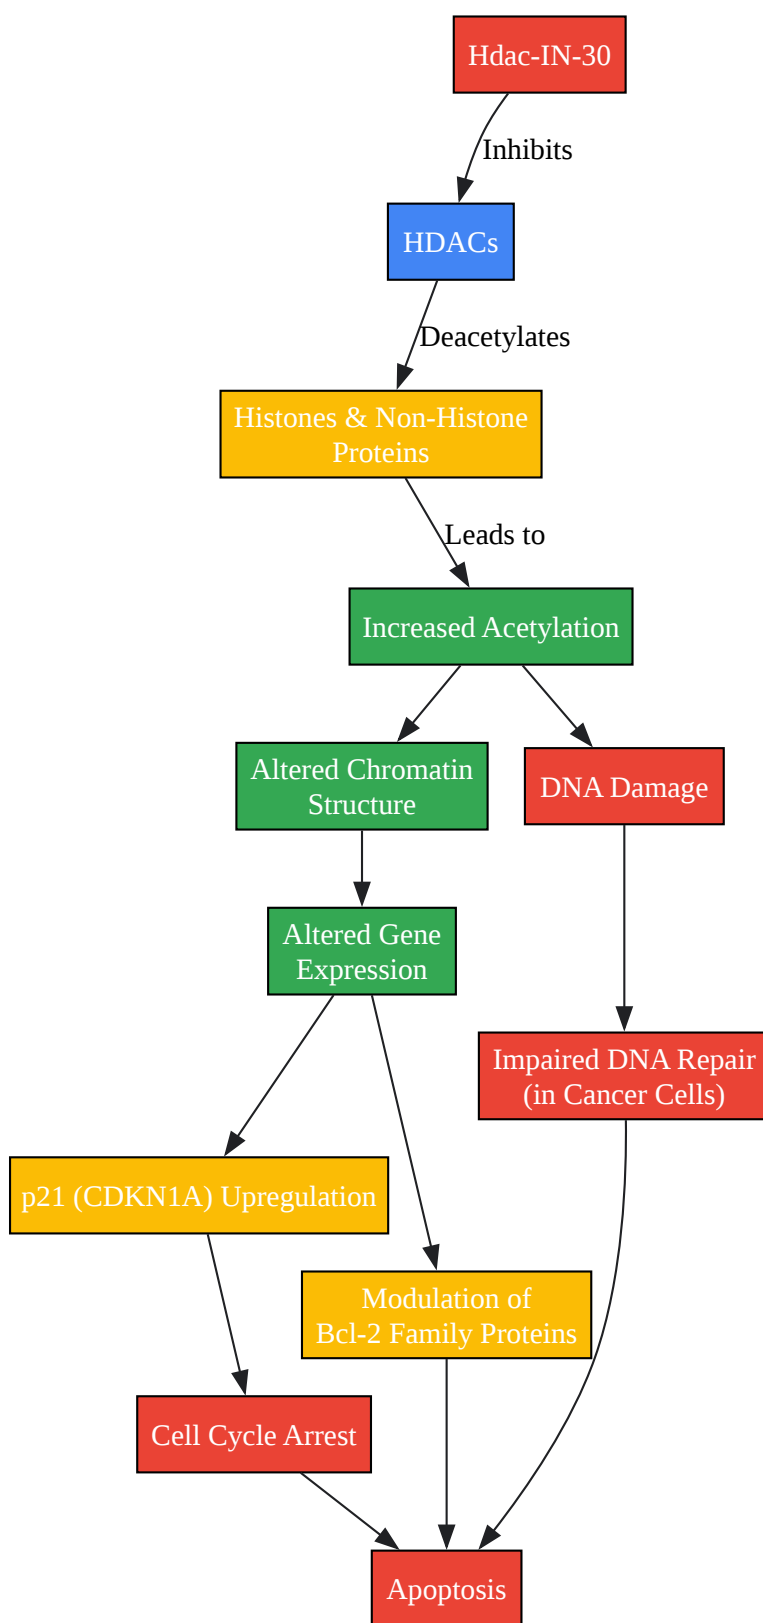 Hdac-IN-30
Inhibits
HDACs
Deacetylates
Histones & Non-Histone
Proteins
Leads to
Increased Acetylation
Altered Chromatin
Structure
DNA Damage
Altered Gene
Expression
Impaired DNA Repair
(in Cancer Cells)
p21 (CDKN1A) Upregulation
Modulation of
Bcl-2 Family Proteins
Cell Cycle Arrest
Apoptosis